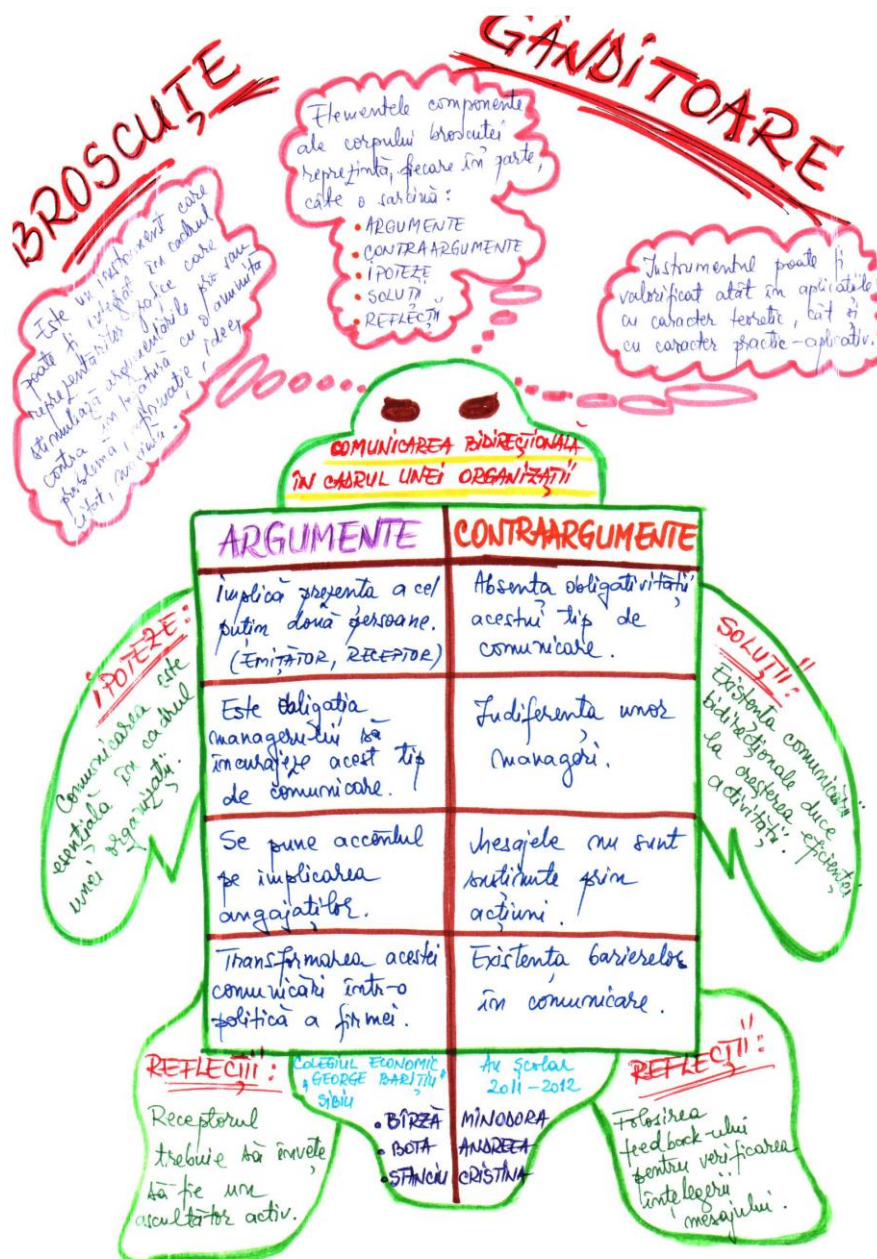 BROSCUȚE
GÂNDITOARE
Este un instrument care
poate fi integrat în cadrul
reprezentărilor grafice care
stimulează argumentările pro sau
contra în legătură cu o anumită
problemă, afirmație, idee,
citat, maximă.
Elementele componente
ale corpului broscuței
reprezintă, fiecare în parte,
câte o sarcină:
• ARGUMENTE
• CONTRAARGUMENTE
• IPOTEZE
• SOLUȚII
• REFLECȚII
Instrumentul poate fi
valorificat atât în aplicațiile
cu caracter teoretic, cât și
cu caracter practic-aplicativ.
COMUNICAREA BIDIRECȚIONALĂ
ÎN CADRUL UNEI ORGANIZAȚII
ARGUMENTE
CONTRAARGUMENTE
Implică prezența a cel
puțin două persoane.
(EMIȚĂTOR, RECEPTOR)
Absența obligativității
acestui tip de
comunicare.
Este obligația
managerului să
încurajeze acest tip
de comunicare.
Indiferența unor
manageri.
Se pune accentul
pe implicarea
angajaților.
Mesajele nu sunt
susținute prin
acțiuni.
Transformarea acestei
comunicări într-o
politică a firmei.
Existența barierelor
în comunicare.
IPOTEZE:
Comunicarea este
esențială în cadrul
unei organizații.
SOLUȚII:
Existența comunicării
bidirecționale duce
la creșterea eficienței
activității.
REFLECȚII:
Receptorul
trebuie să învețe
să fie un
ascultător activ.
COLEGIUL ECONOMIC
"GEORGE BARIȚIU"
SIBIU
An școlar
2011-2012
• BÎRZĂ MINODORA
• BOTA ANDREEA
• STANCIU CRISTINA
REFLECȚII:
Folosirea
feedback-ului
pentru verificarea
înțelegerii
mesajului.